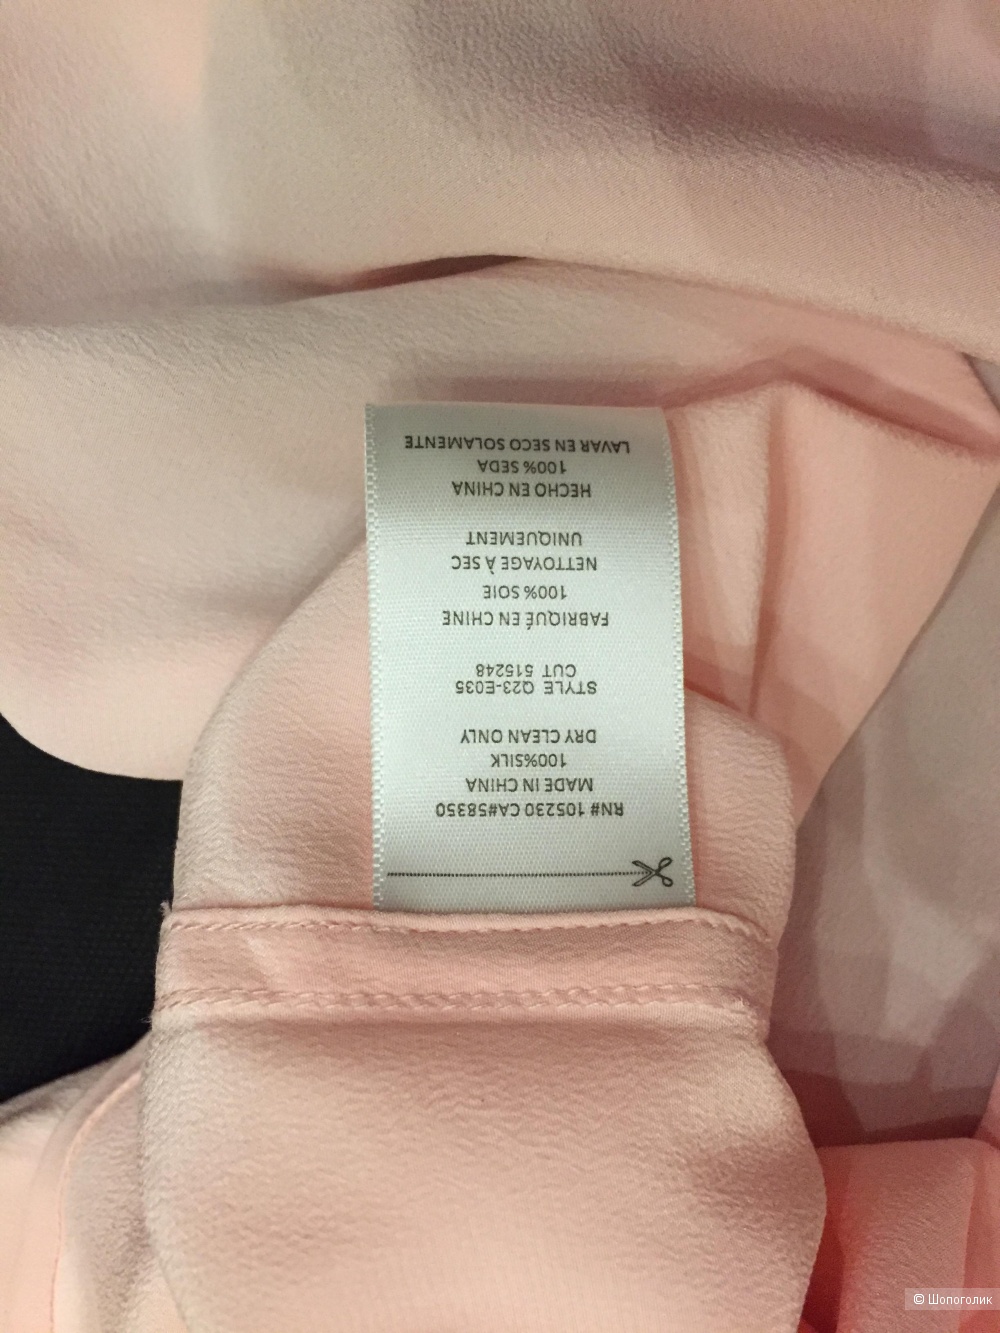 RN# 105230 CA#58350
MADE IN CHINA
100%SILK
DRY CLEAN ONLY
STYLE Q23-E035
CUT 515248
FABRIQUÉ EN CHINE
100% SOIE
NETTOYAGE À SEC
UNIQUEMENT
HECHO EN CHINA
100% SEDA
LAVAR EN SECO SOLAMENTE
© Шопоголик